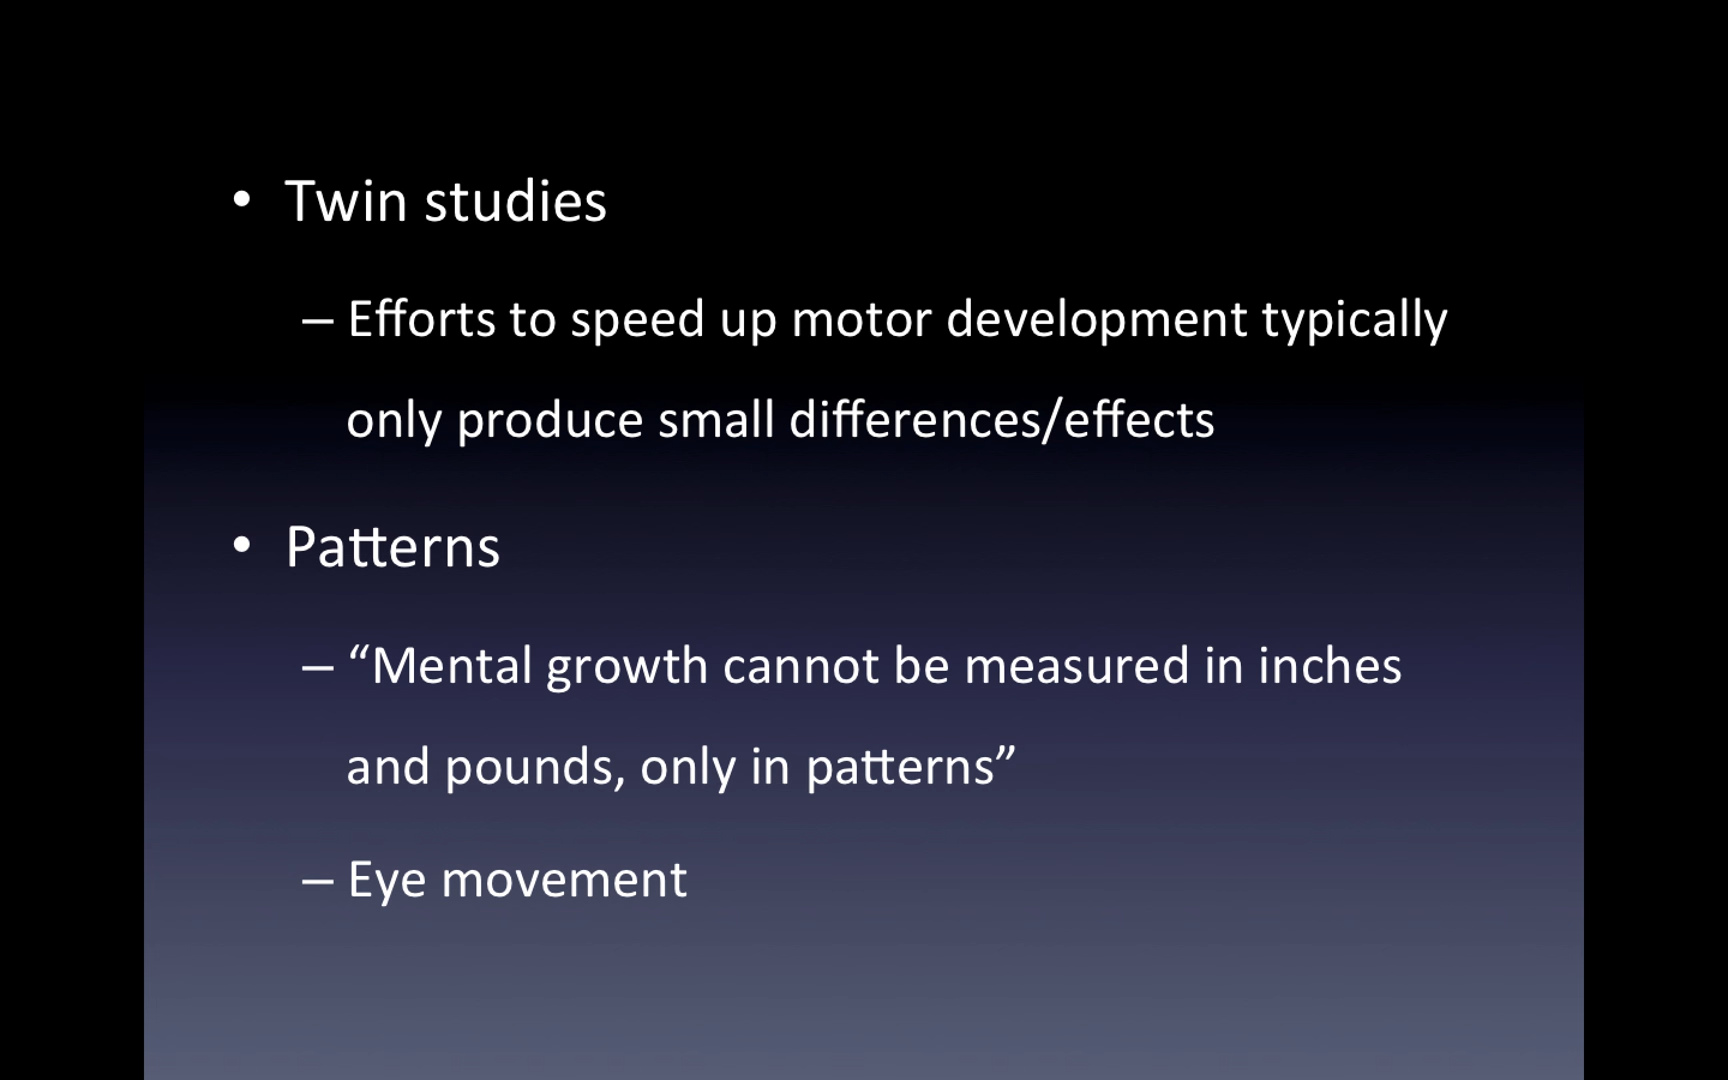 • Twin studies
– Efforts to speed up motor development typically
only produce small differences/effects
• Patterns
– “Mental growth cannot be measured in inches
and pounds, only in patterns”
– Eye movement